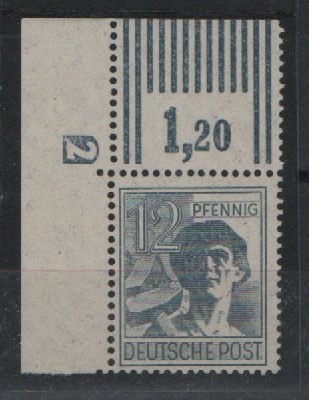 1,20
2
12 PFENNIG
DEUTSCHE POST